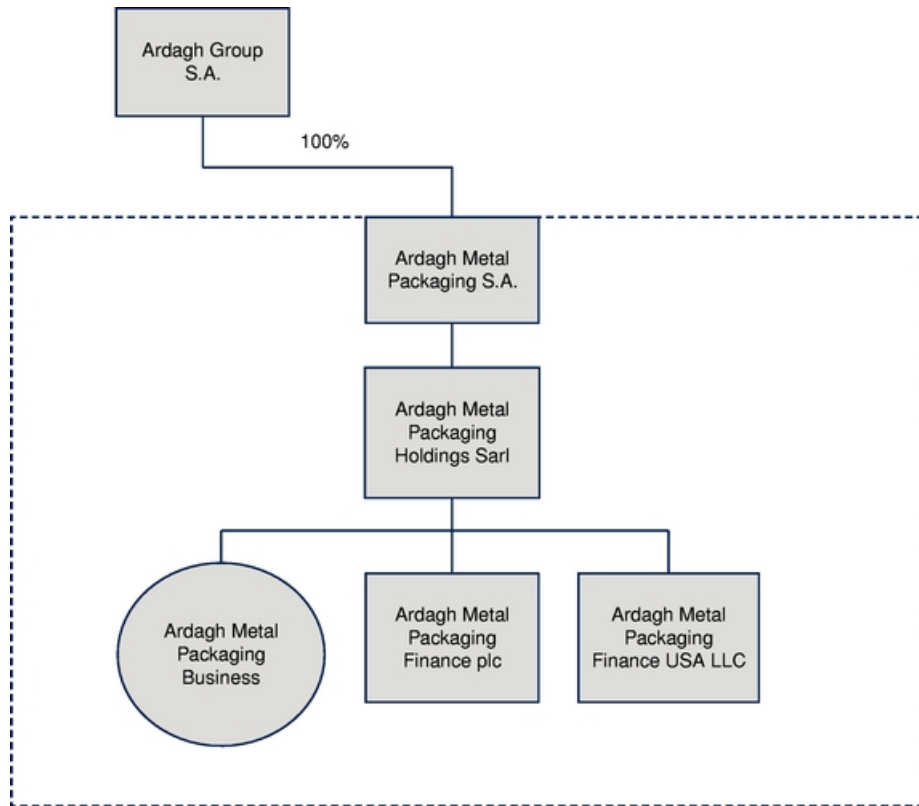 Ardagh Group
S.A.
100%
Ardagh Metal
Packaging S.A.
Ardagh Metal
Packaging
Holdings Sarl
Ardagh Metal
Packaging
Business
Ardagh Metal
Packaging
Finance plc
Ardagh Metal
Packaging
Finance USA LLC